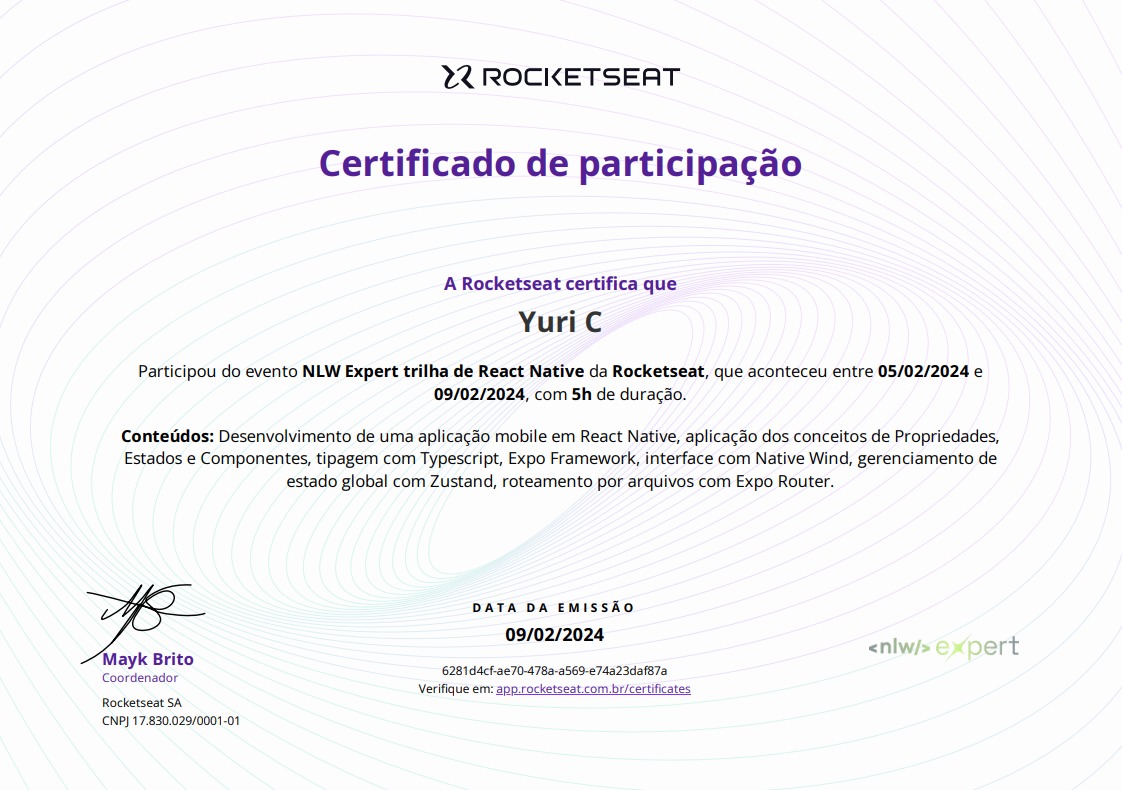 ROCKETSEAT
Certificado de participação
A Rocketseat certifica que
Yuri C
Participou do evento NLW Expert trilha de React Native da Rocketseat, que aconteceu entre 05/02/2024 e
09/02/2024, com 5h de duração.
Conteúdos: Desenvolvimento de uma aplicação mobile em React Native, aplicação dos conceitos de Propriedades,
Estados e Componentes, tipagem com Typescript, Expo Framework, interface com Native Wind, gerenciamento de
estado global com Zustand, roteamento por arquivos com Expo Router.
Mayk Brito
Coordenador
Rocketseat SA
CNPJ 17.830.029/0001-01
DATA DA EMISSÃO
09/02/2024
6281d4cf-ae70-478a-a569-e74a23daf87a
Verifique em: app.rocketseat.com.br/certificates
<nlw/> expert